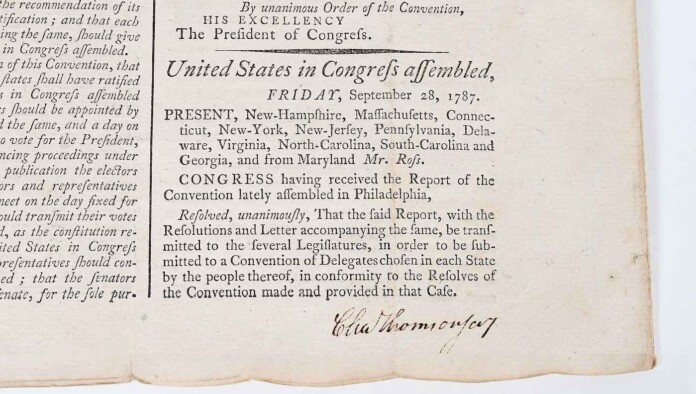 recommendation of its
tification ; and that each
ing the same, ſhould give
in Congreſs aſſembled.
n of this Convention, that
ſtates ſhall have ratified
s in Congreſs aſſembled
s ſhould be appointed by
d the same, and a day on
o vote for the Preſident,
ncing proceedings under
publication the electors
ors and repreſentatives
meet on the day fixed for
ould tranſmit their votes
d, as the conſtitution re-
ited States in Congreſs
preſentatives ſhould con-
ed ; that the ſenators
enate, for the ſole pur-
By unanimous Order of the Convention,
HIS EXCELLENCY
The Preſident of Congreſs.
United States in Congreſs aſſembled,
FRIDAY, September 28, 1787.
PRESENT, New-Hampſhire, Maſſachuſetts, Connec-
ticut, New-York, New-Jerſey, Pennſylvania, Dela-
ware, Virginia, North-Carolina, South-Carolina and
Georgia, and from Maryland Mr. Roſs.
CONGRESS having received the Report of the
Convention lately aſſembled in Philadelphia,
Reſolved, unanimouſly, That the ſaid Report, with the
Reſolutions and Letter accompanying the ſame, be tranſ-
mitted to the ſeveral Legiſlatures, in order to be ſub-
mitted to a Convention of Delegates choſen in each State
by the people thereof, in conformity to the Reſolves of
the Convention made and provided in that Caſe.
Chas Thomson Secy